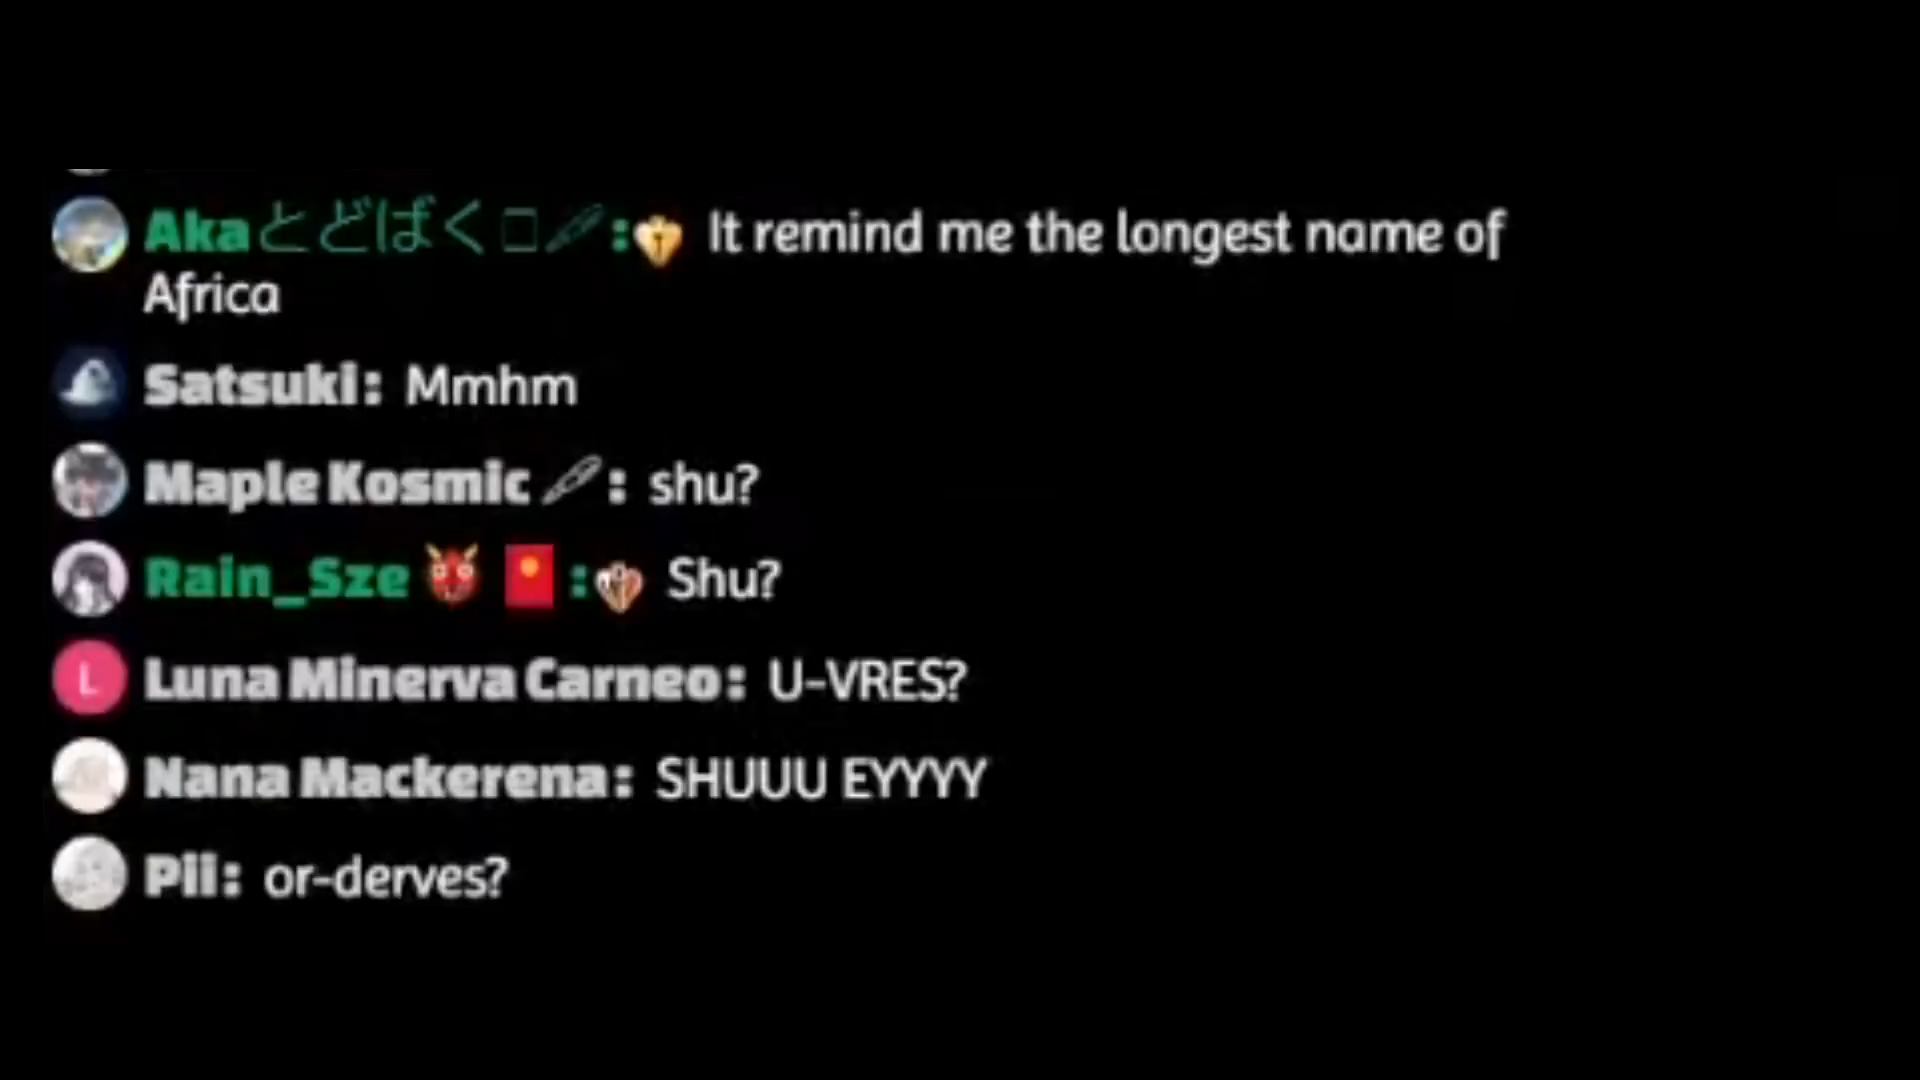 Akaとどばく□🖋:It remind me the longest name of
Africa
Satsuki: Mmhm
Maple Kosmic🖋: shu?
Rain_Sze👹🧧: Shu?
L
Luna Minerva Carneo: U-VRES?
Nana Mackerena: SHUUU EYYYY
Pii: or-derves?